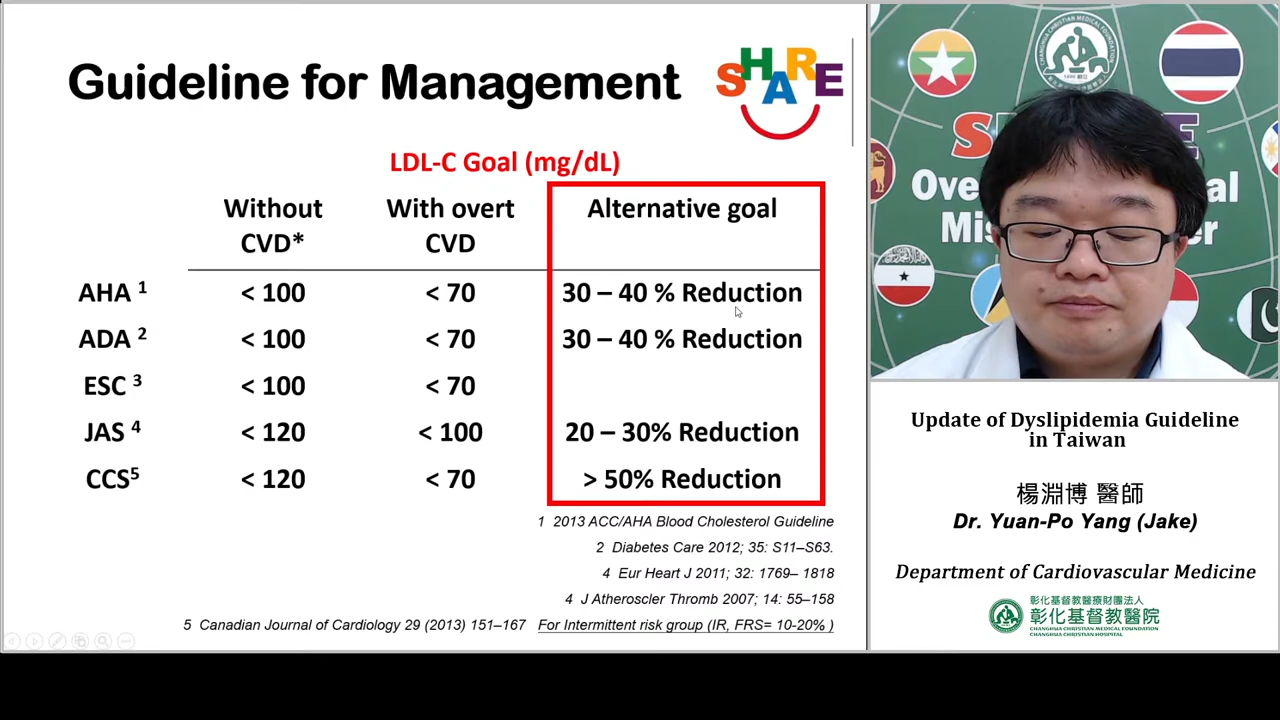 Guideline for Management
SHARE
LDL-C Goal (mg/dL)
Without CVD* With overt CVD Alternative goal
AHA 1 < 100 < 70 30 – 40 % Reduction
ADA 2 < 100 < 70 30 – 40 % Reduction
ESC 3 < 100 < 70
JAS 4 < 120 < 100 20 – 30% Reduction
CCS5 < 120 < 70 > 50% Reduction
1 2013 ACC/AHA Blood Cholesterol Guideline
2 Diabetes Care 2012; 35: S11–S63.
4 Eur Heart J 2011; 32: 1769– 1818
4 J Atheroscler Thromb 2007; 14: 55–158
5 Canadian Journal of Cardiology 29 (2013) 151–167 For Intermittent risk group (IR, FRS= 10-20% )
Update of Dyslipidemia Guideline
in Taiwan
楊淵博 醫師
Dr. Yuan-Po Yang (Jake)
Department of Cardiovascular Medicine
彰化基督教醫療財團法人
彰化基督教醫院
CHANGHUA CHRISTIAN MEDICAL FOUNDATION
CHANGHUA CHRISTIAN HOSPITAL